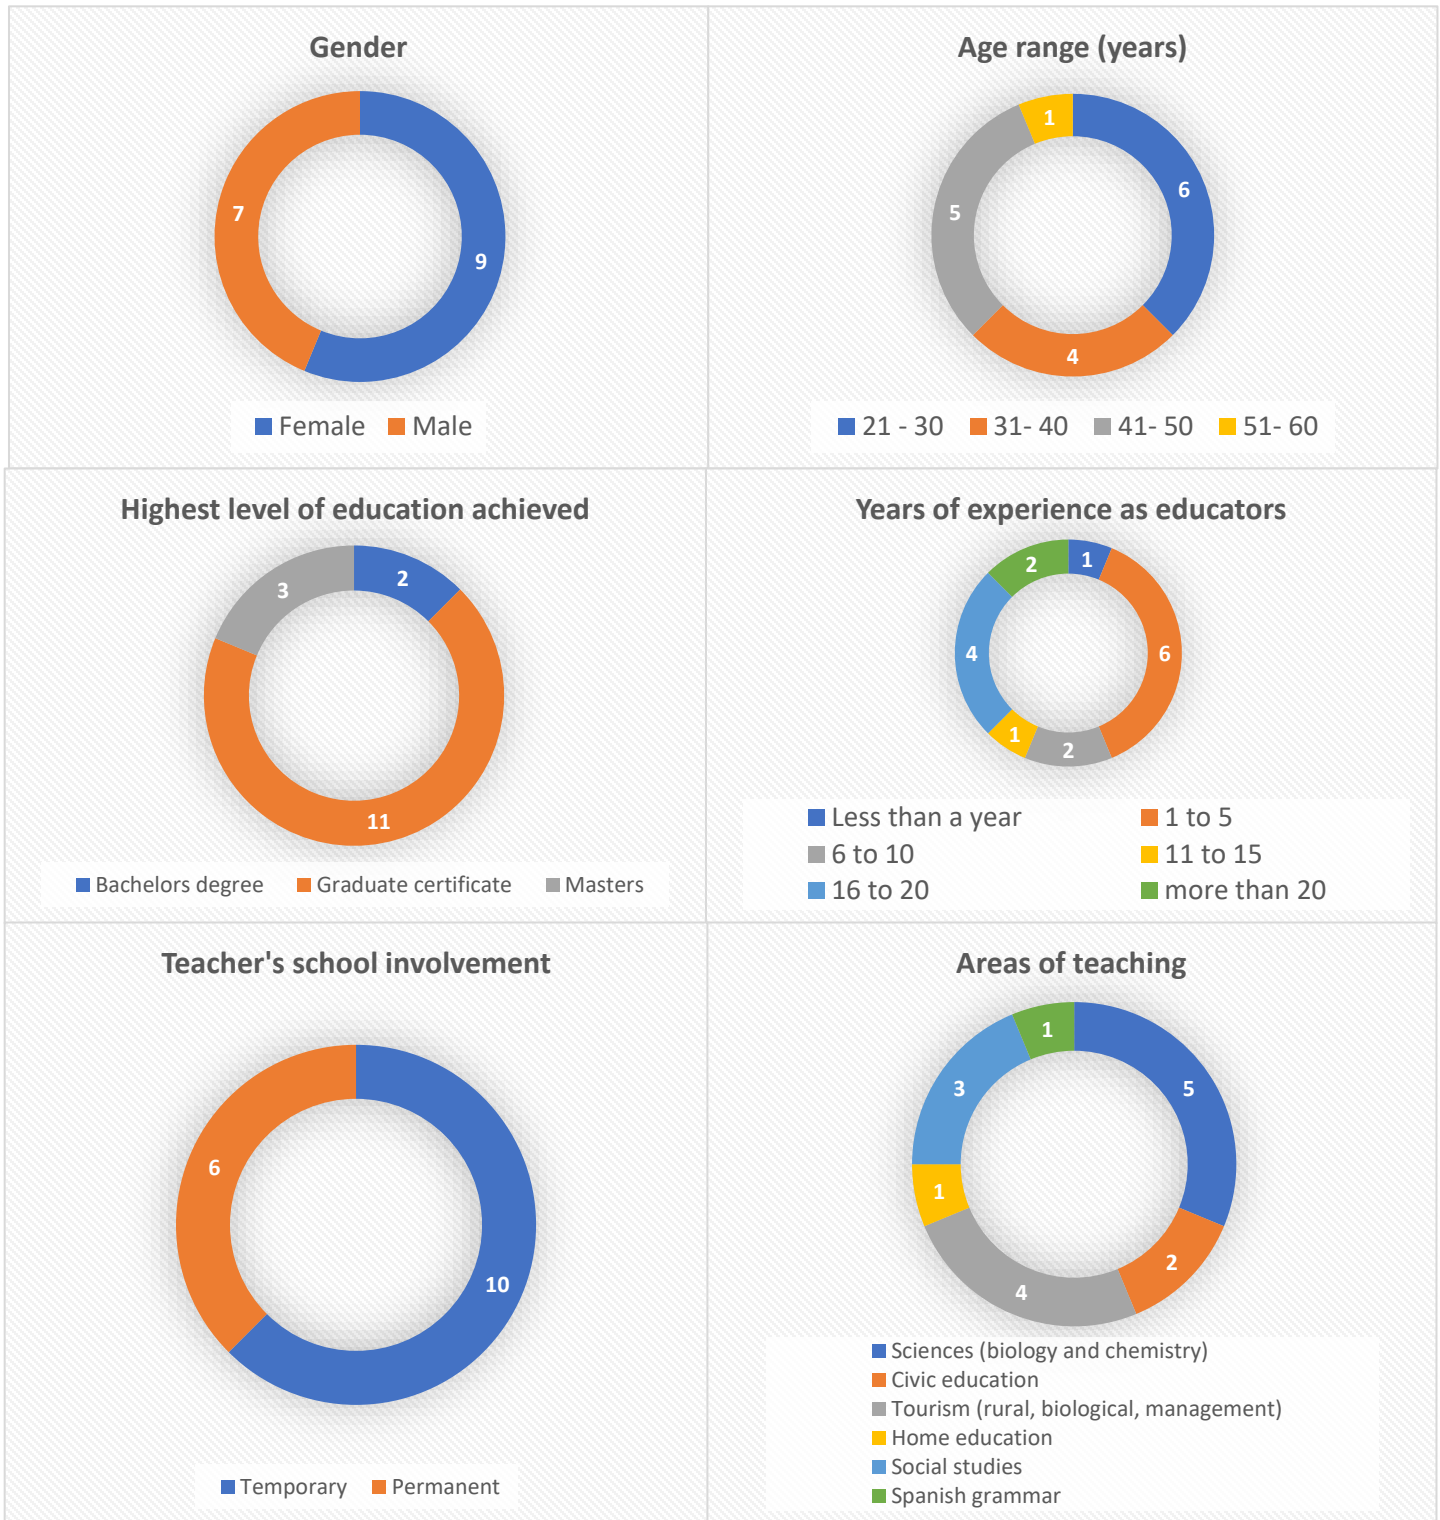 Gender
7
9
Female Male
Age range (years)
1
6
5
4
21 - 30 31- 40 41- 50 51- 60
Highest level of education achieved
2
3
11
Bachelors degree Graduate certificate Masters
Years of experience as educators
2 1
4 6
1 2
Less than a year 1 to 5
6 to 10 11 to 15
16 to 20 more than 20
Teacher's school involvement
6
10
Temporary Permanent
Areas of teaching
1
3 5
1
2
4
Sciences (biology and chemistry)
Civic education
Tourism (rural, biological, management)
Home education
Social studies
Spanish grammar